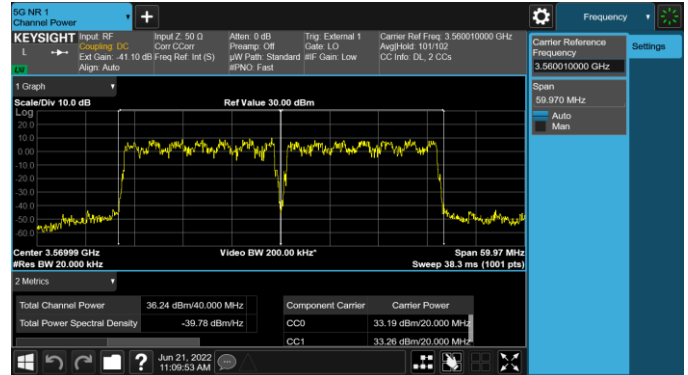 5G NR 1
Channel Power
Frequency
KEYSIGHT
L
Input: RF
Coupling: DC
Ext Gain: -41.10 dB
Align: Auto
Input Z: 50 Ω
Corr CCorr
Freq Ref: Int (S)
Atten: 0 dB
Preamp: Off
µW Path: Standard
#PNO: Fast
Trig: External 1
Gate: LO
#IF Gain: Low
Carrier Ref Freq: 3.560010000 GHz
Avg|Hold: 101/102
CC Info: DL, 2 CCs
Carrier Reference
Frequency
3.560010000 GHz
Settings
Span
59.970 MHz
Auto
Man
1 Graph
Scale/Div 10.0 dB
Ref Value 30.00 dBm
Log
20.0
10.0
0.00
-10.0
-20.0
-30.0
-40.0
-50.0
-60.0
Center 3.56999 GHz
#Res BW 20.000 kHz
Video BW 200.00 kHz*
Span 59.97 MHz
Sweep 38.3 ms (1001 pts)
2 Metrics
Total Channel Power 36.24 dBm/40.000 MHz
Total Power Spectral Density -39.78 dBm/Hz
Component Carrier Carrier Power
CC0 33.19 dBm/20.000 MHz
CC1 33.26 dBm/20.000 MHz
?
Jun 21, 2022
11:09:53 AM